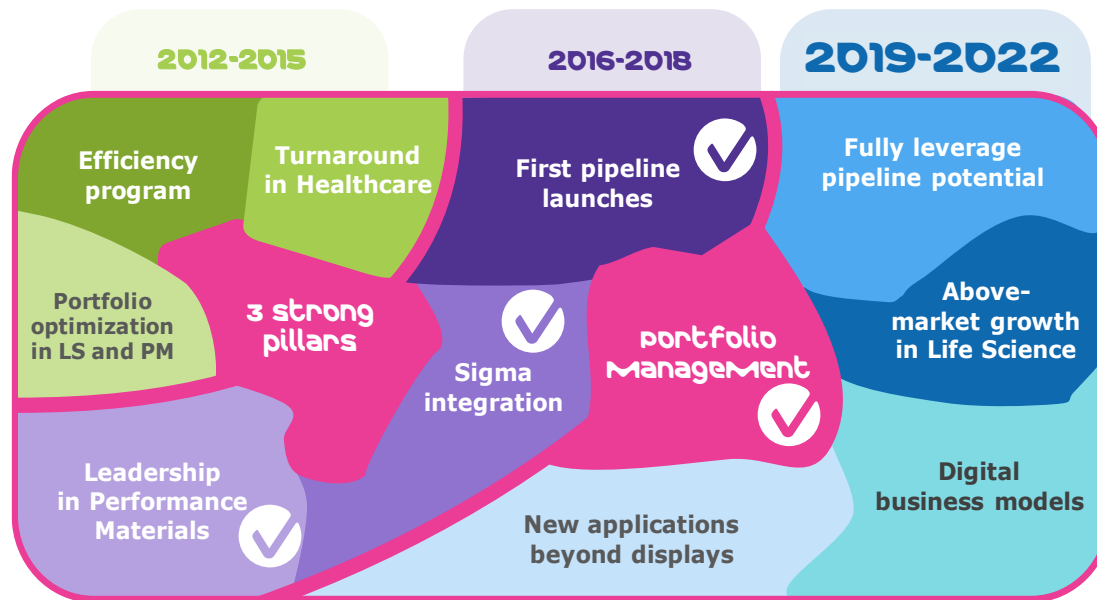 2012-2015
2016-2018
2019-2022
Efficiency
program
Turnaround
in Healthcare
First pipeline
launches
Fully leverage
pipeline potential
Portfolio
optimization
in LS and PM
3 strong
pillars
Sigma
integration
Portfolio
Management
Above-
market growth
in Life Science
Leadership
in Performance
Materials
New applications
beyond displays
Digital
business models